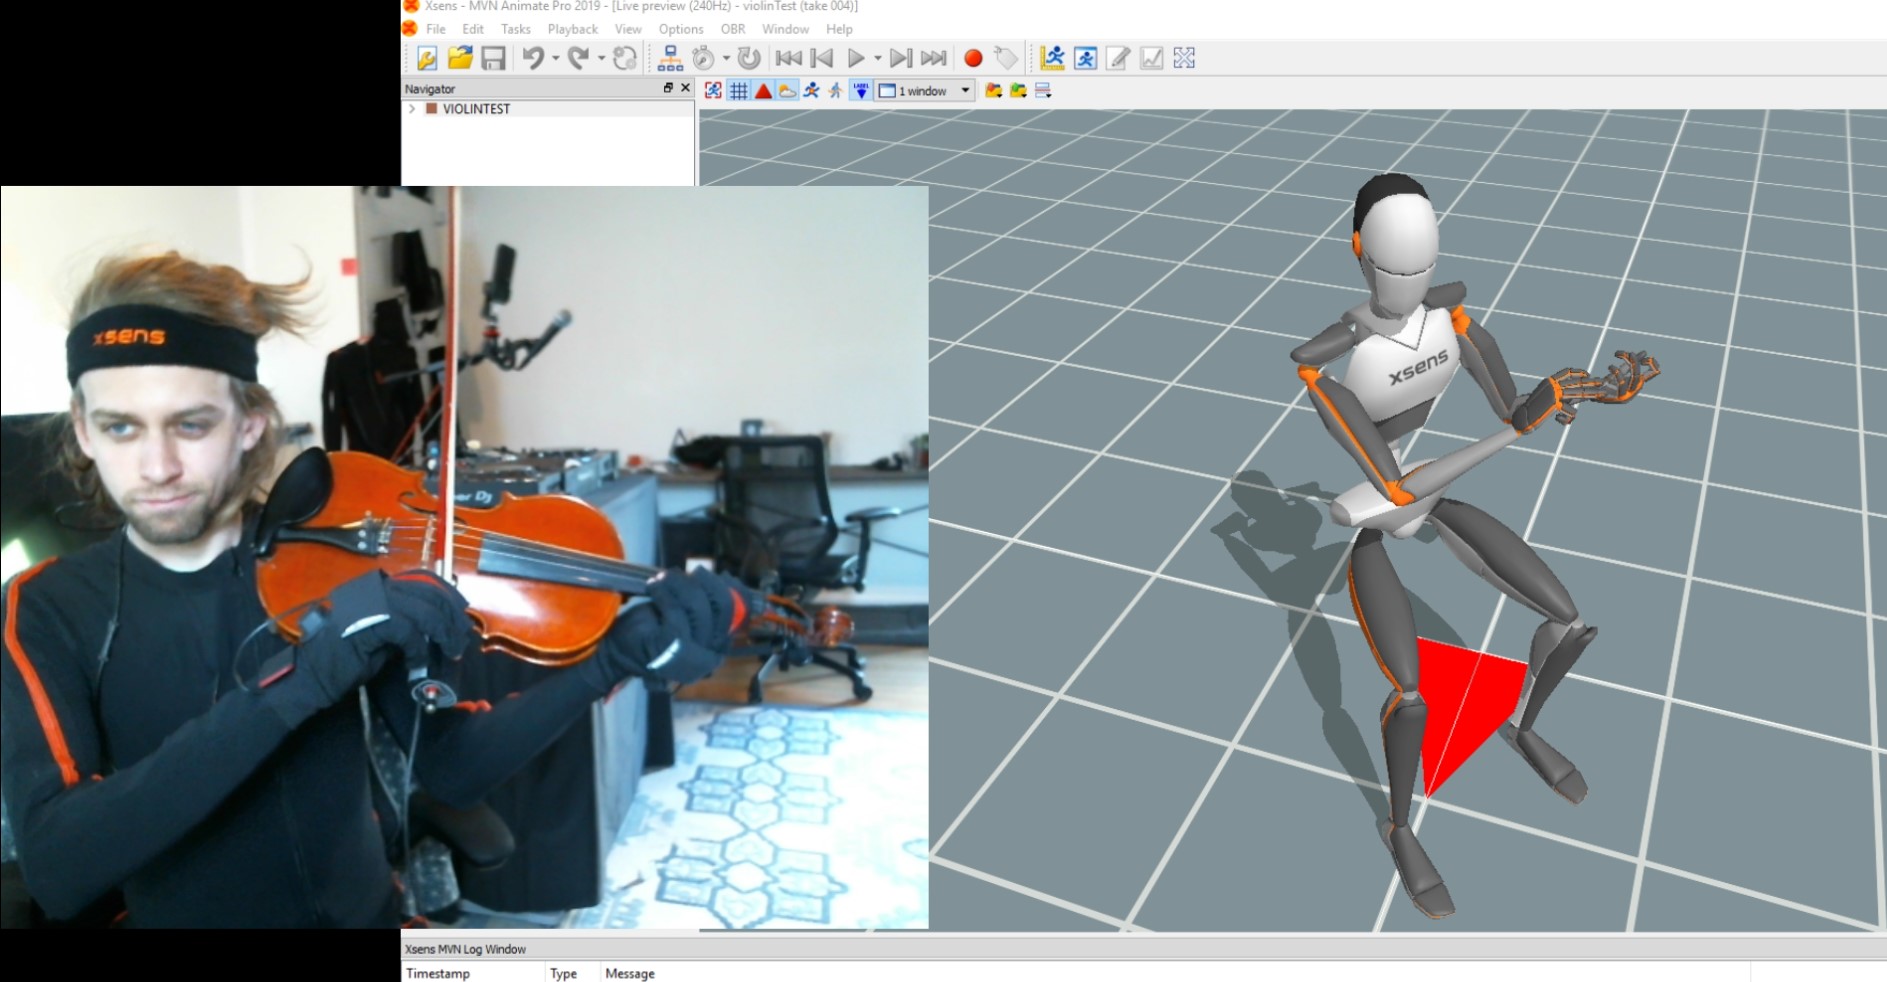 Xsens - MVN Animate Pro 2019 - [Live preview (240Hz) - violinTest (take 004)]
File Edit Tasks Playback View Options OBR Window Help
Navigator
LABEL
1 window
VIOLINTEST
xsens
xsens
Xsens MVN Log Window
Timestamp Type Message